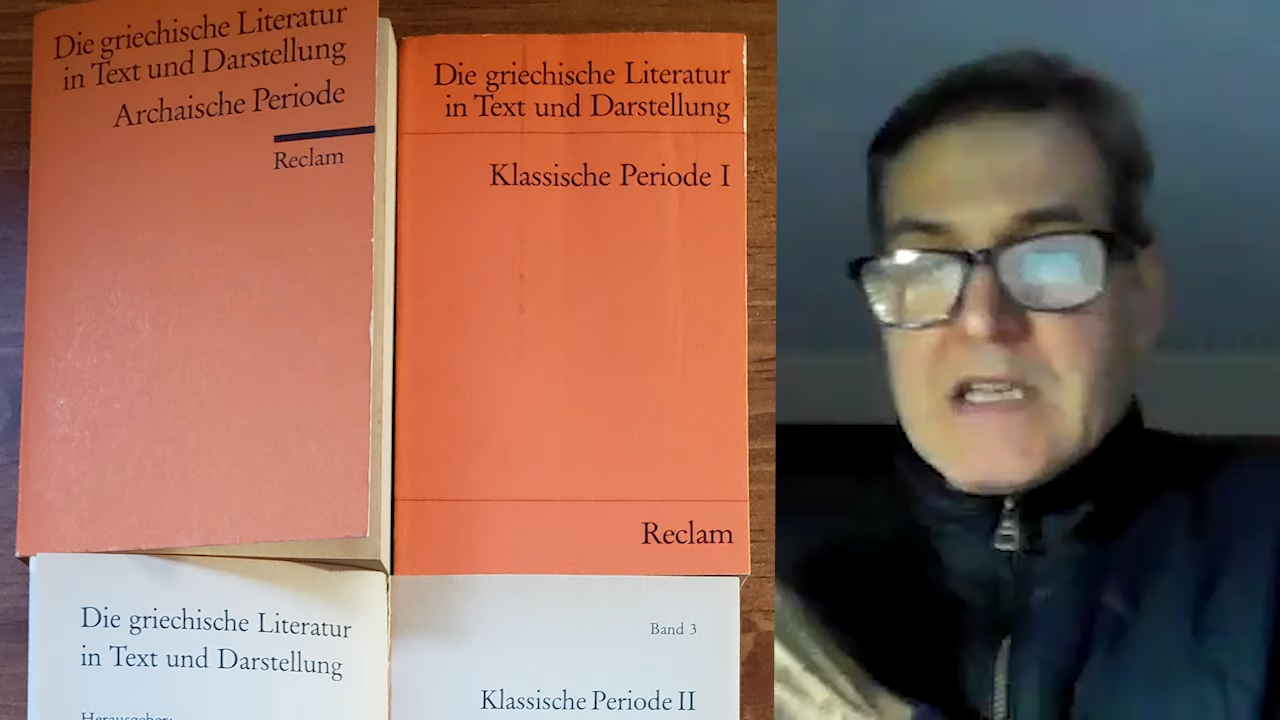 Die griechische Literatur
in Text und Darstellung
Archaische Periode
Reclam
Die griechische Literatur
in Text und Darstellung
Klassische Periode I
Reclam
Die griechische Literatur
in Text und Darstellung
Herausgeber:
Band 3
Klassische Periode II